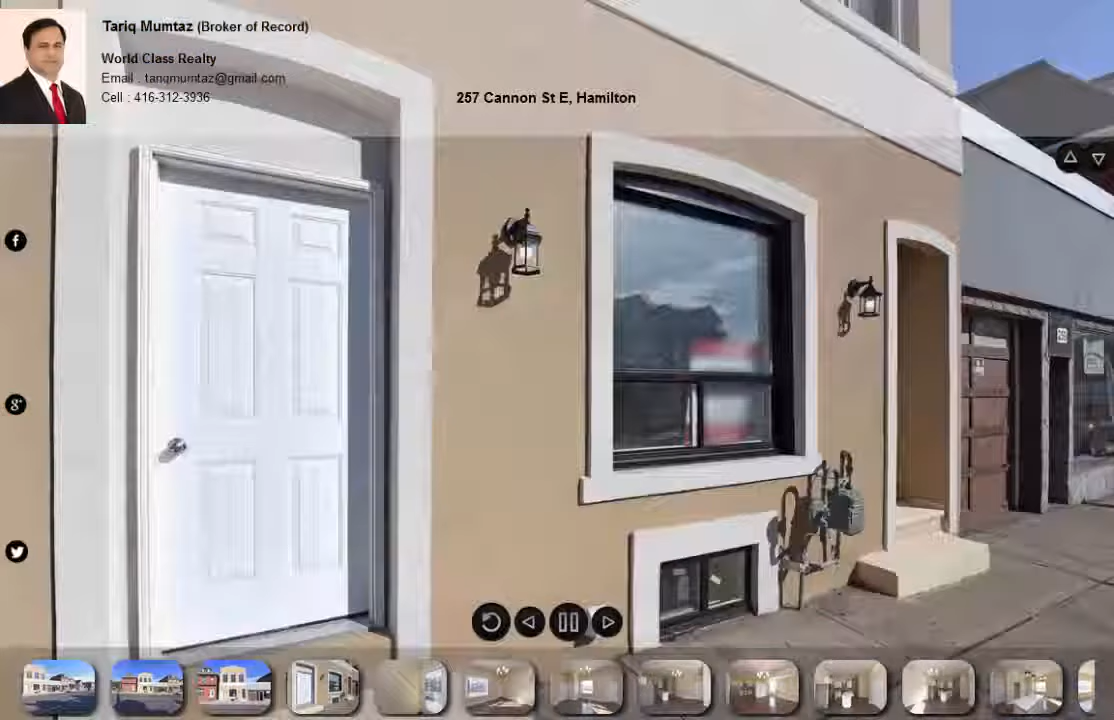 Tariq Mumtaz (Broker of Record)
World Class Realty
Email : tariqmumtaz@gmail.com
Cell : 416-312-3936
257 Cannon St E, Hamilton